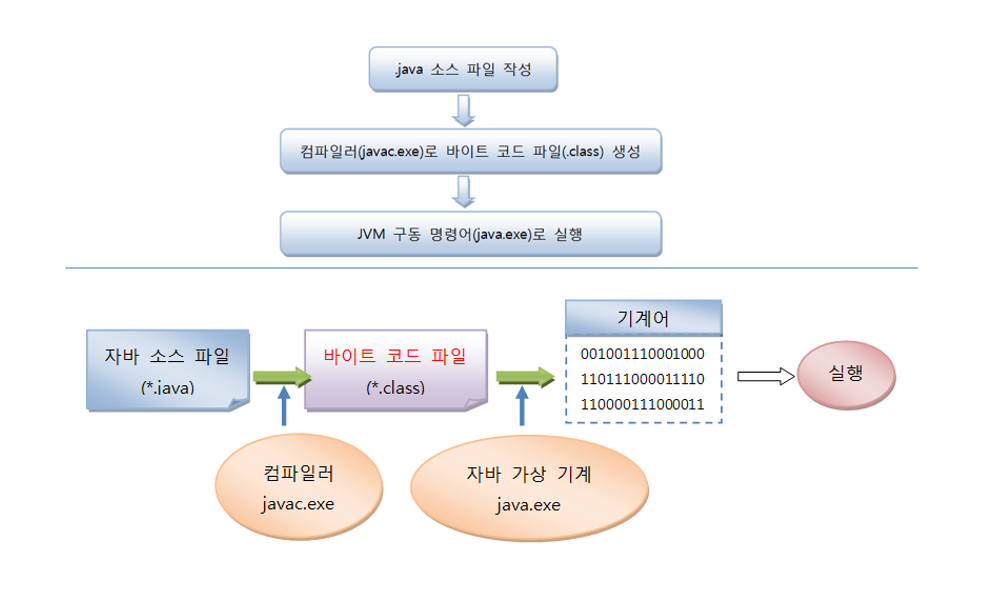 .java 소스 파일 작성
컴파일러(javac.exe)로 바이트 코드 파일(.class) 생성
JVM 구동 명령어(java.exe)로 실행
자바 소스 파일
(*.java)
바이트 코드 파일
(*.class)
기계어
001001110001000
110111000011110
110000111000011
실행
컴파일러
javac.exe
자바 가상 기계
java.exe